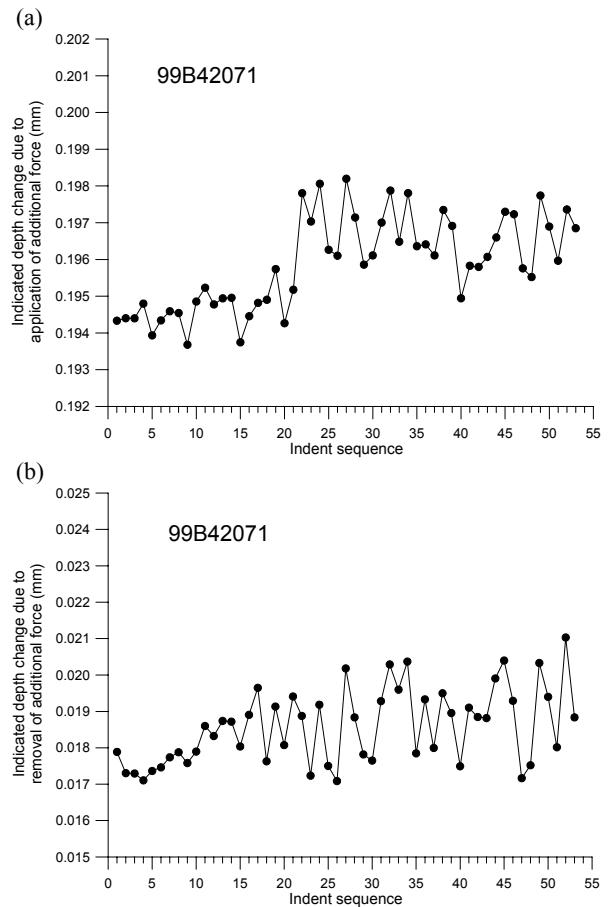 (a)
0.202
0.201
0.200
0.199
0.198
0.197
0.196
0.195
0.194
0.193
0.192
Indicated depth change due to
application of additional force (mm)
99B42071
0 5 10 15 20 25 30 35 40 45 50 55
Indent sequence
(b)
0.025
0.024
0.023
0.022
0.021
0.020
0.019
0.018
0.017
0.016
0.015
Indicated depth change due to
removal of additional force (mm)
99B42071
0 5 10 15 20 25 30 35 40 45 50 55
Indent sequence